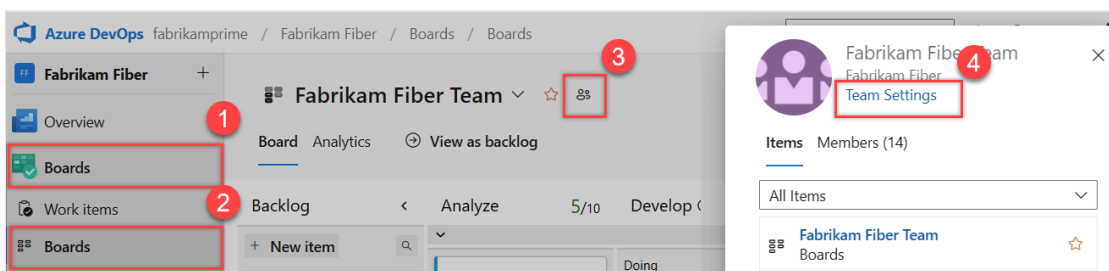 Azure DevOps fabrikamprime / Fabrikam Fiber / Boards / Boards
FF Fabrikam Fiber +
Overview
1
Boards
Work items
2
Boards
Fabrikam Fiber Team
3
Board Analytics View as backlog
Backlog < Analyze 5/10 Develop
+ New item
Doing
Fabrikam Fiber Team
4
Fabrikam Fiber
Team Settings
Items Members (14)
All Items
Fabrikam Fiber Team
Boards